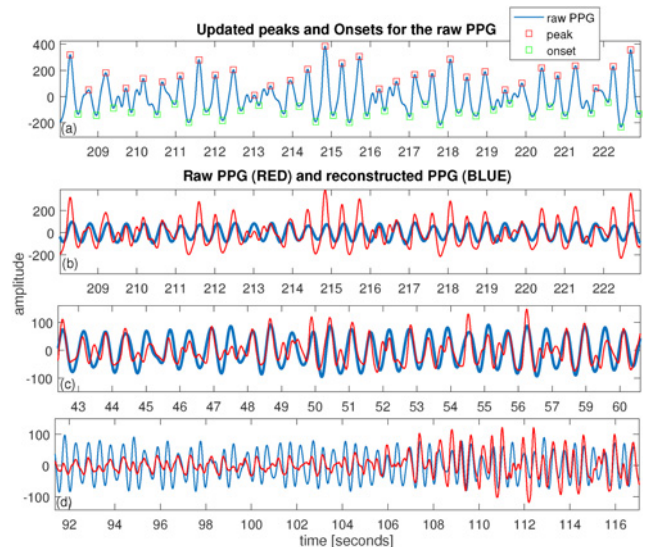 Updated peaks and Onsets for the raw PPG
raw PPG
peak
onset
400
200
0
-200
(a)
209 210 211 212 213 214 215 216 217 218 219 220 221 222
Raw PPG (RED) and reconstructed PPG (BLUE)
200
0
-200
(b)
209 210 211 212 213 214 215 216 217 218 219 220 221 222
amplitude
100
0
-100
(c)
43 44 45 46 47 48 49 50 51 52 53 54 55 56 57 58 59 60
100
0
-100
(d)
92 94 96 98 100 102 104 106 108 110 112 114 116
time [seconds]